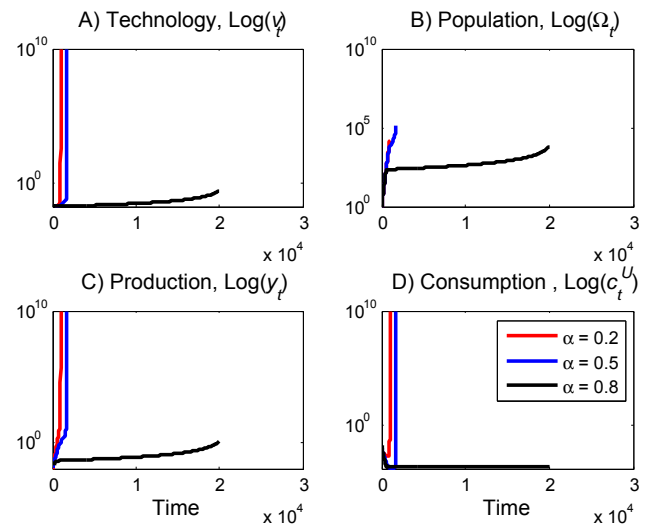 A) Technology, Log(v_t)
B) Population, Log(Ω_t)
10^10
10^0
0 1 2 3
x 10^4
10^10
10^5
10^0
0 1 2 3
x 10^4
C) Production, Log(y_t)
D) Consumption , Log(c_t^U)
10^10
10^0
0 1 2 3
x 10^4
Time
10^10
10^0
α = 0.2
α = 0.5
α = 0.8
0 1 2 3
x 10^4
Time